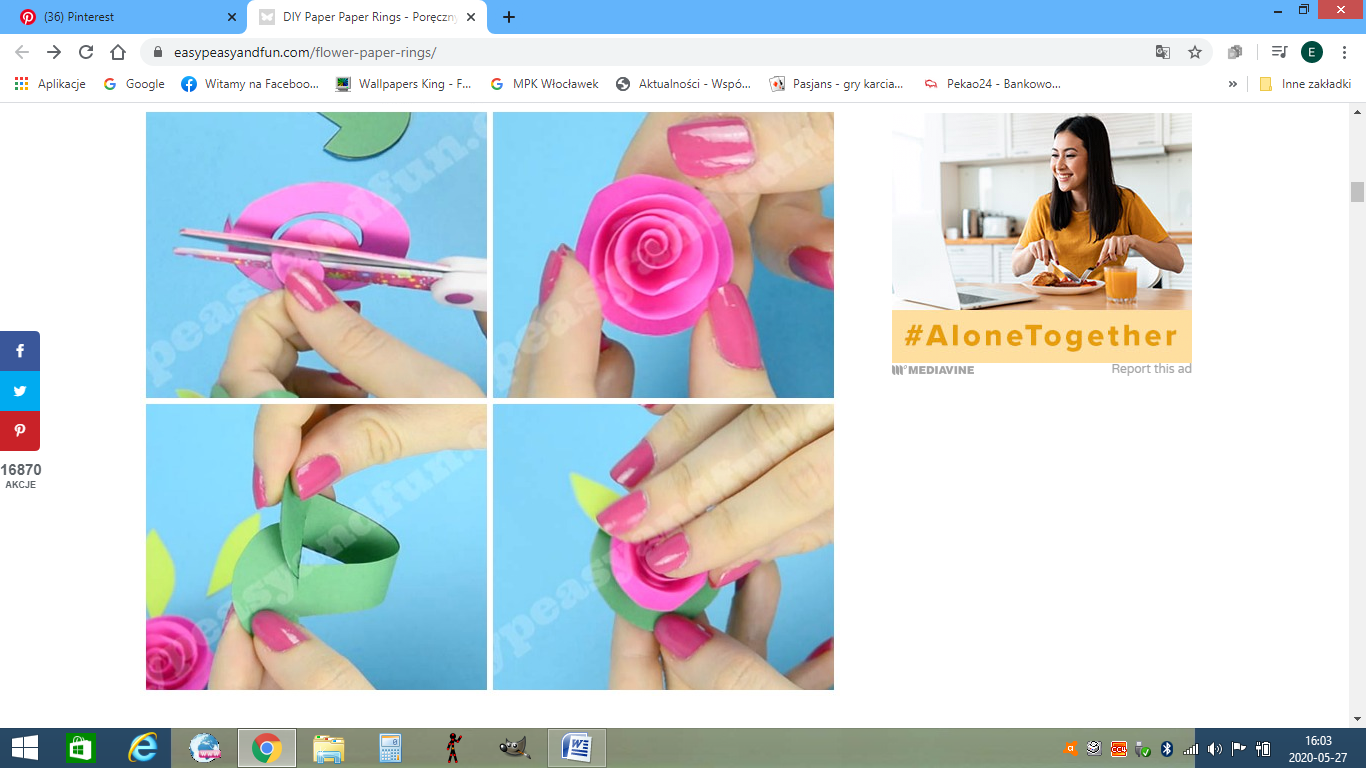 (36) Pinterest
DIY Paper Paper Rings - Poręczny
easypeasyandfun.com/flower-paper-rings/
E
Aplikacje
Google
Witamy na Faceboo...
Wallpapers King - F...
MPK Włocławek
Aktualności - Wspó...
Pasjans - gry karcia...
Pekao24 - Bankowo...
»
Inne zakładki
#AloneTogether
MEDIAVINE
Report this ad
16870
AKCJE
16:03
2020-05-27